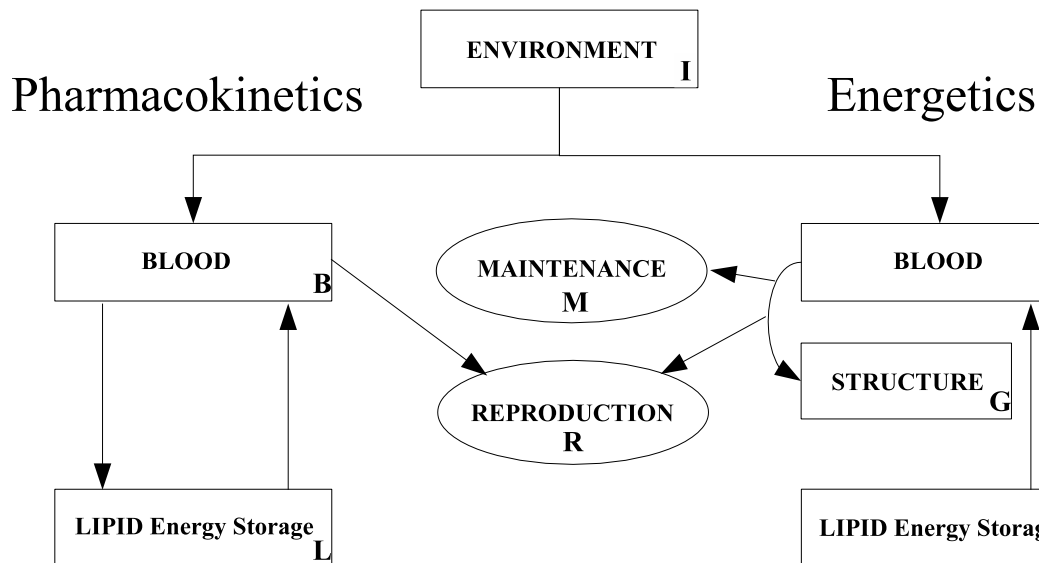 ENVIRONMENT
I
Pharmacokinetics
Energetics
BLOOD
B
MAINTENANCE
M
BLOOD
STRUCTURE
G
REPRODUCTION
R
LIPID Energy Storage
L
LIPID Energy Storag